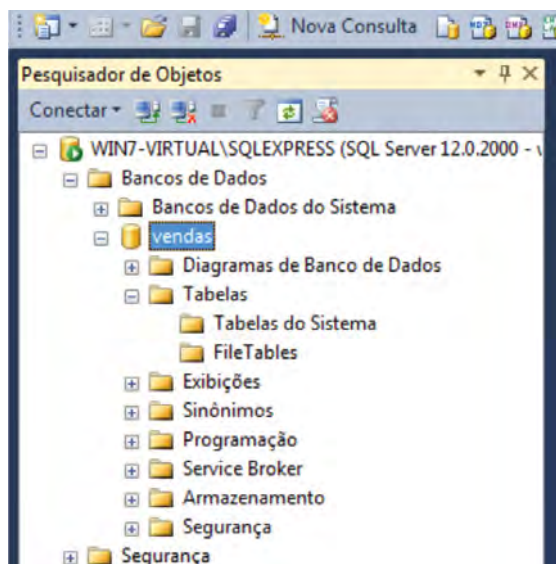 Nova Consulta
Pesquisador de Objetos
Conectar
WIN7-VIRTUAL\SQLEXPRESS (SQL Server 12.0.2000 -
Bancos de Dados
Bancos de Dados do Sistema
vendas
Diagramas de Banco de Dados
Tabelas
Tabelas do Sistema
FileTables
Exibições
Sinônimos
Programação
Service Broker
Armazenamento
Segurança
Segurança